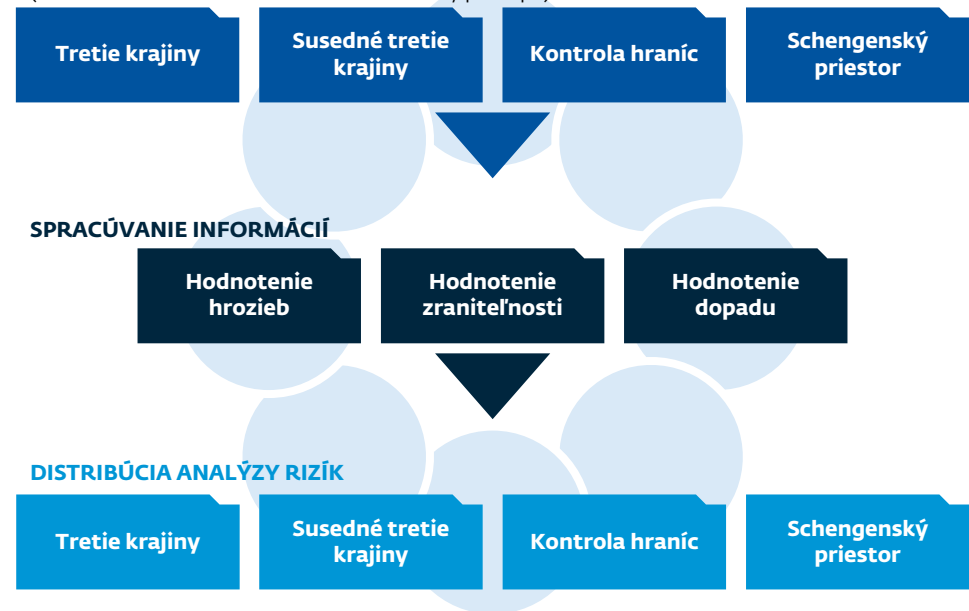 Tretie krajiny
Susedné tretie
krajiny
Kontrola hraníc
Schengenský
priestor
SPRACÚVANIE INFORMÁCIÍ
Hodnotenie
hrozieb
Hodnotenie
zraniteľnosti
Hodnotenie
dopadu
DISTRIBÚCIA ANALÝZY RIZÍK
Tretie krajiny
Susedné tretie
krajiny
Kontrola hraníc
Schengenský
priestor